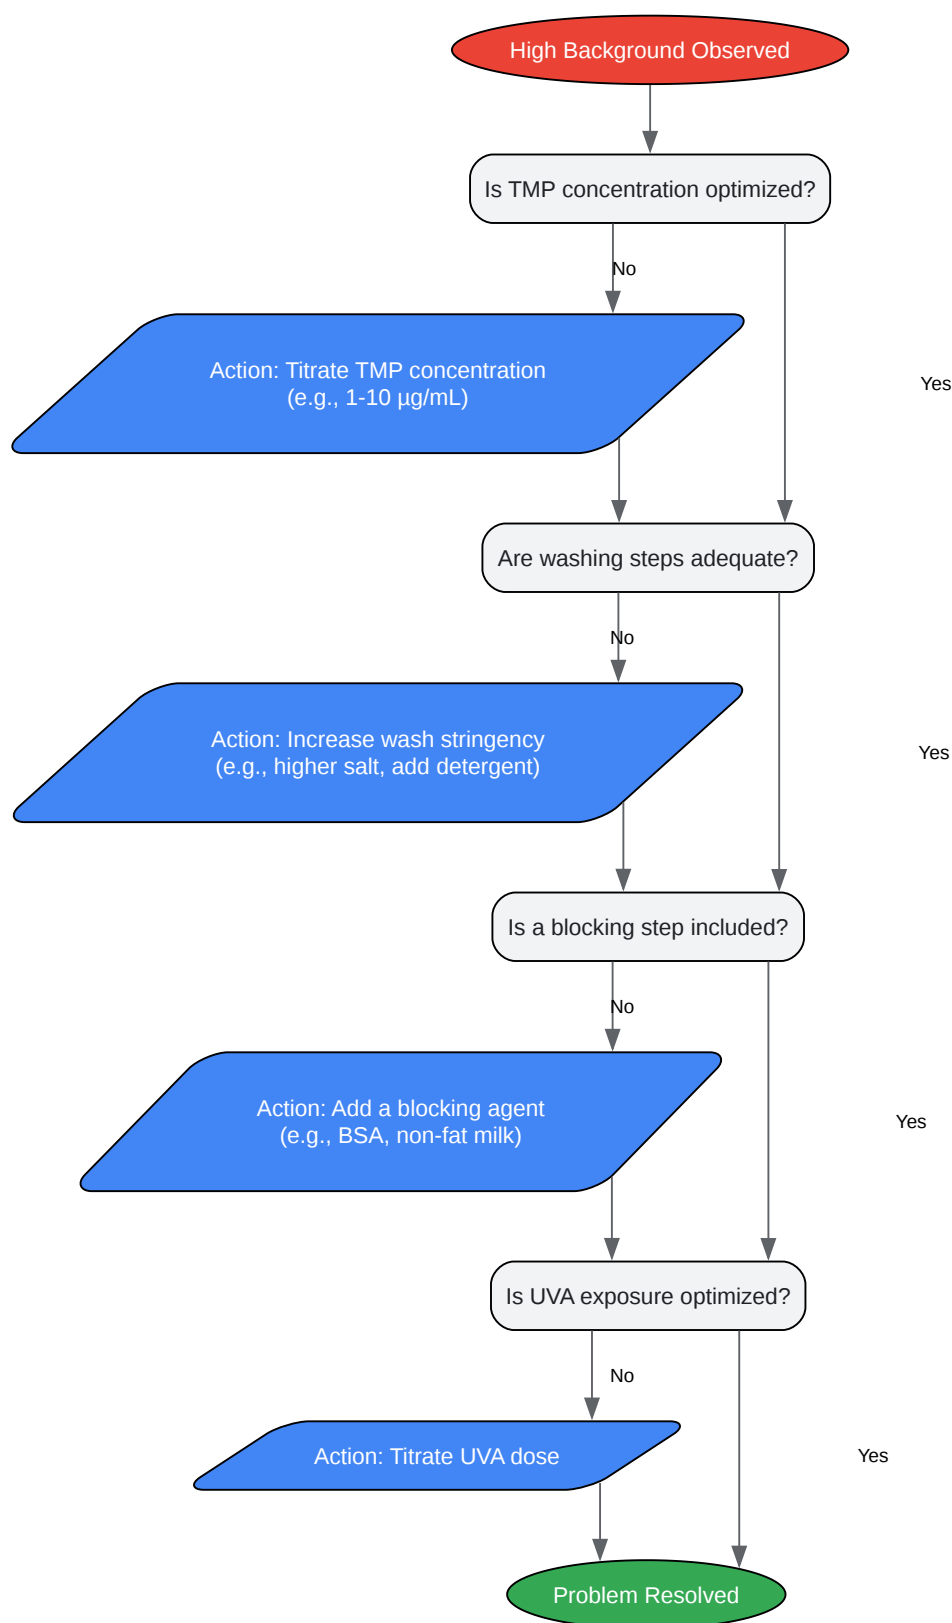 High Background Observed
Is TMP concentration optimized?
No
Action: Titrate TMP concentration
(e.g., 1-10 µg/mL)
Yes
Are washing steps adequate?
No
Action: Increase wash stringency
(e.g., higher salt, add detergent)
Yes
Is a blocking step included?
No
Action: Add a blocking agent
(e.g., BSA, non-fat milk)
Yes
Is UVA exposure optimized?
No
Action: Titrate UVA dose
Yes
Problem Resolved